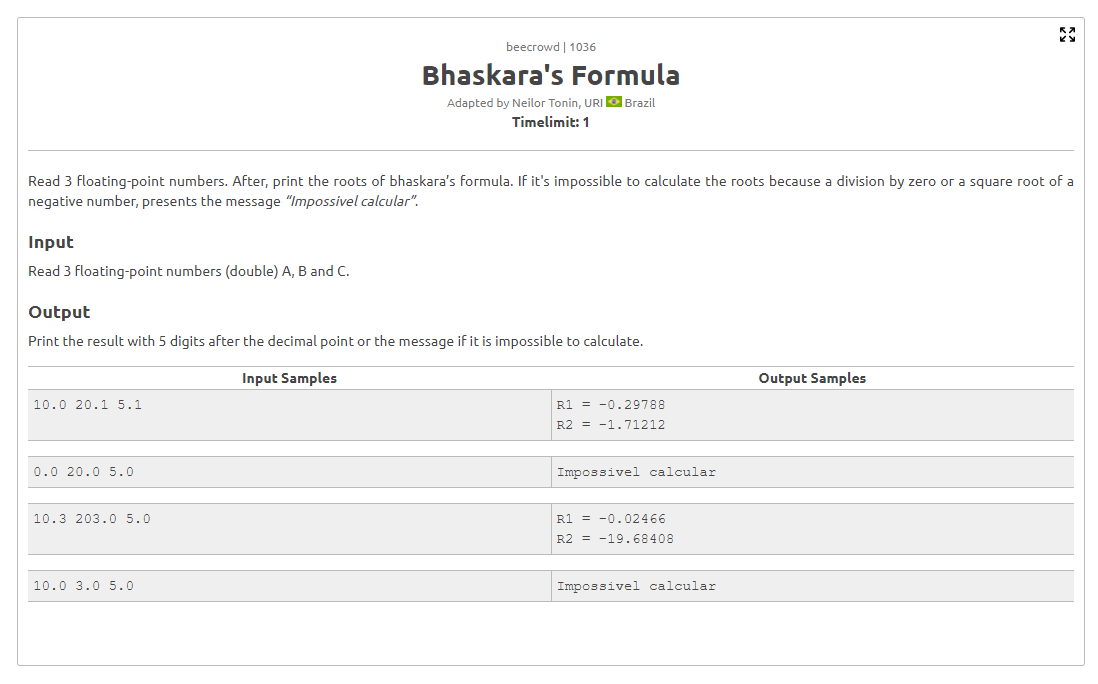 beecrowd | 1036
Bhaskara's Formula
Adapted by Neilor Tonin, URI Brazil
Timelimit: 1
Read 3 floating-point numbers. After, print the roots of bhaskara’s formula. If it's impossible to calculate the roots because a division by zero or a square root of a
negative number, presents the message “Impossivel calcular”.
Input
Read 3 floating-point numbers (double) A, B and C.
Output
Print the result with 5 digits after the decimal point or the message if it is impossible to calculate.
Input Samples Output Samples
10.0 20.1 5.1 R1 = -0.29788
R2 = -1.71212
0.0 20.0 5.0 Impossivel calcular
10.3 203.0 5.0 R1 = -0.02466
R2 = -19.68408
10.0 3.0 5.0 Impossivel calcular